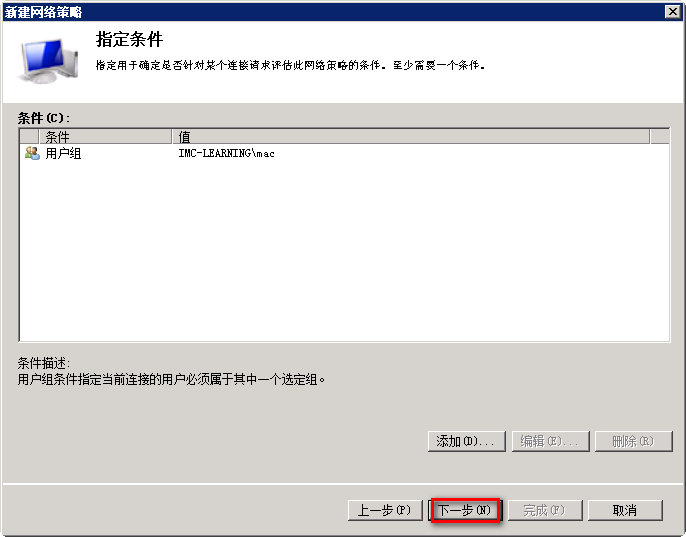 新建网络策略
指定条件
指定用于确定是否针对某个连接请求评估此网络策略的条件。至少需要一个条件。
条件(C):
条件 值
用户组 IMC-LEARNING\mac
条件描述:
用户组条件指定当前连接的用户必须属于其中一个选定组。
添加(D)... 编辑(E)... 删除(R)
上一步(P) 下一步(N) 完成(F) 取消